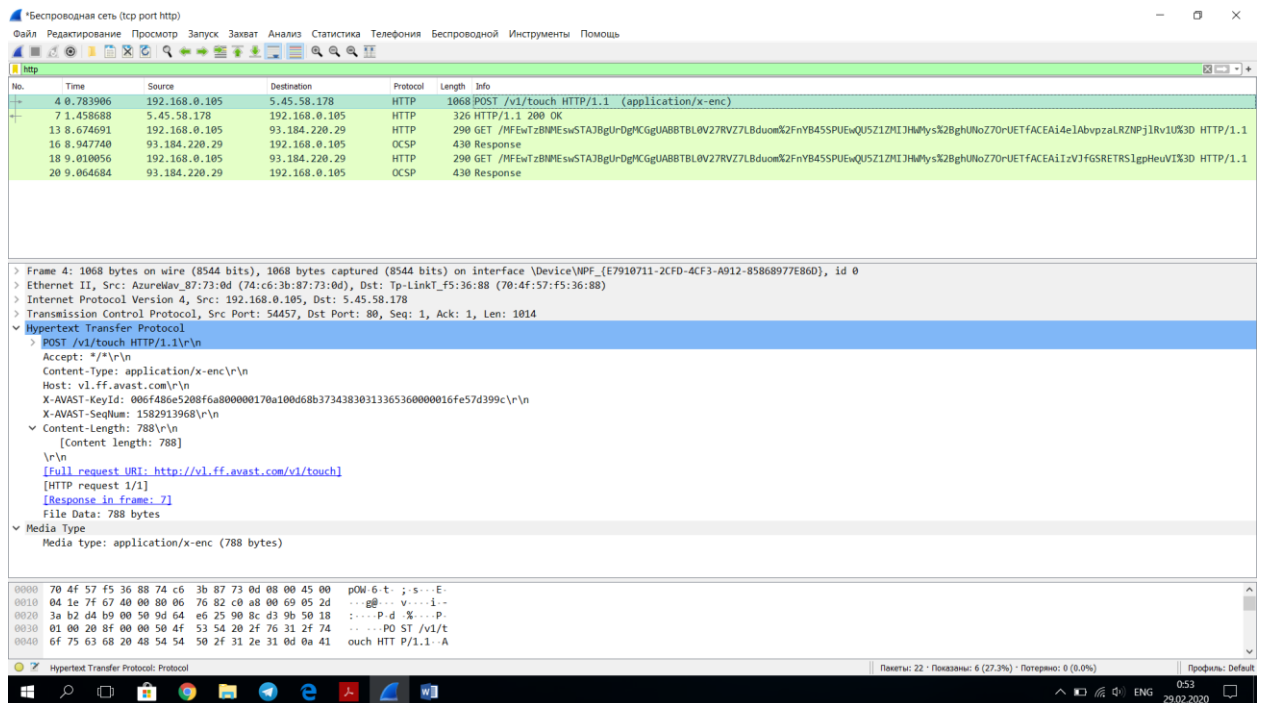 *Беспроводная сеть (tcp port http)
Файл Редактирование Просмотр Запуск Захват Анализ Статистика Телефония Беспроводной Инструменты Помощь
http
No. Time Source Destination Protocol Length Info
4 0.783906 192.168.0.105 5.45.58.178 HTTP 1068 POST /v1/touch HTTP/1.1 (application/x-enc)
7 1.458688 5.45.58.178 192.168.0.105 HTTP 326 HTTP/1.1 200 OK
13 8.674691 192.168.0.105 93.184.220.29 HTTP 290 GET /MFEwTzBNMEswSTAJBgUrDgMCGgUABBTBL0V27RVZ7LBduom%2FnYB45SPUEwQU5Z1ZMIJHWMys%2BghUNoZ7OrUETfACEAi4elAbvpzaLRZNPjlRv1U%3D HTTP/1.1
16 8.947740 93.184.220.29 192.168.0.105 OCSP 430 Response
18 9.010056 192.168.0.105 93.184.220.29 HTTP 290 GET /MFEwTzBNMEswSTAJBgUrDgMCGgUABBTBL0V27RVZ7LBduom%2FnYB45SPUEwQU5Z1ZMIJHWMys%2BghUNoZ7OrUETfACEAiIzVJfGSRETRSlgpHeuVI%3D HTTP/1.1
20 9.064684 93.184.220.29 192.168.0.105 OCSP 430 Response
Frame 4: 1068 bytes on wire (8544 bits), 1068 bytes captured (8544 bits) on interface \Device\NPF_{E7910711-2CFD-4CF3-A912-85868977E86D}, id 0
Ethernet II, Src: AzureWav_87:73:0d (74:c6:3b:87:73:0d), Dst: Tp-LinkT_f5:36:88 (70:4f:57:f5:36:88)
Internet Protocol Version 4, Src: 192.168.0.105, Dst: 5.45.58.178
Transmission Control Protocol, Src Port: 54457, Dst Port: 80, Seq: 1, Ack: 1, Len: 1014
Hypertext Transfer Protocol
POST /v1/touch HTTP/1.1\r\n
Accept: */*\r\n
Content-Type: application/x-enc\r\n
Host: vl.ff.avast.com\r\n
X-AVAST-KeyId: 006f486e5208f6a800000170a100d68b37343830313365360000016fe57d399c\r\n
X-AVAST-SeqNum: 1582913968\r\n
Content-Length: 788\r\n
[Content length: 788]
\r\n
[Full request URI: http://vl.ff.avast.com/v1/touch]
[HTTP request 1/1]
[Response in frame: 7]
File Data: 788 bytes
Media Type
Media type: application/x-enc (788 bytes)
0000 70 4f 57 f5 36 88 74 c6 3b 87 73 0d 08 00 45 00 pOW·6·t· ;·s···E·
0010 04 1e 7f 67 40 00 80 06 76 82 c0 a8 00 69 05 2d ···g@··· v····i·-
0020 3a b2 d4 b9 00 50 9d 64 e6 25 90 8c d3 9b 50 18 :····P·d ·%····P·
0030 01 00 20 8f 00 00 50 4f 53 54 20 2f 76 31 2f 74 ·· ···PO ST /v1/t
0040 6f 75 63 68 20 48 54 54 50 2f 31 2e 31 0d 0a 41 ouch HTT P/1.1··A
Hypertext Transfer Protocol: Protocol Пакеты: 22 · Показаны: 6 (27.3%) · Потеряно: 0 (0.0%) Профиль: Default
ENG 0:53
29.02.2020